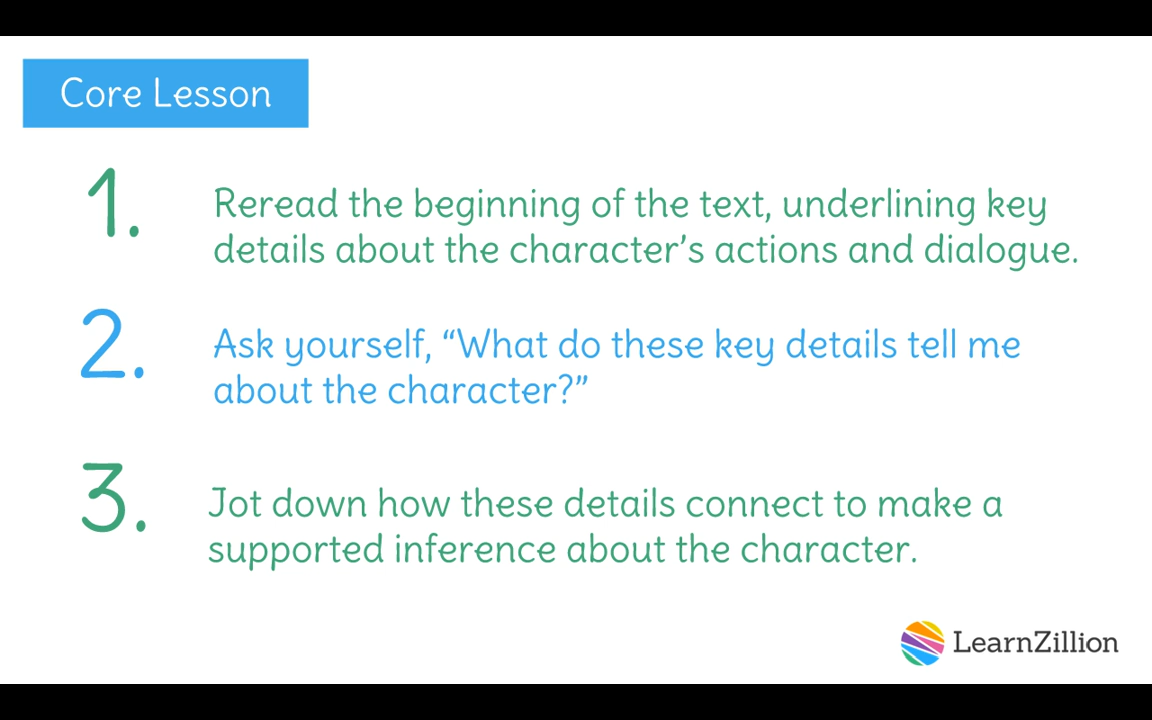 Core Lesson
1.
Reread the beginning of the text, underlining key
details about the character’s actions and dialogue.
2.
Ask yourself, “What do these key details tell me
about the character?”
3.
Jot down how these details connect to make a
supported inference about the character.
LearnZillion